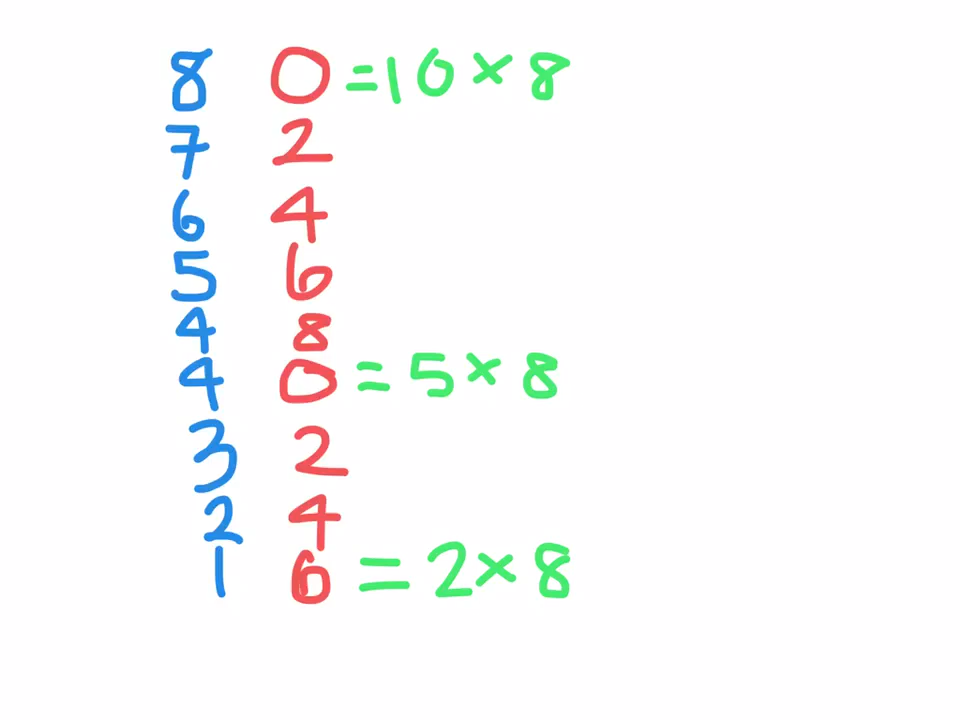 8 0 = 10 × 8
7 2
6 4
5 6
4 8
4 0 = 5 × 8
3 2
2 4
1 6 = 2 × 8